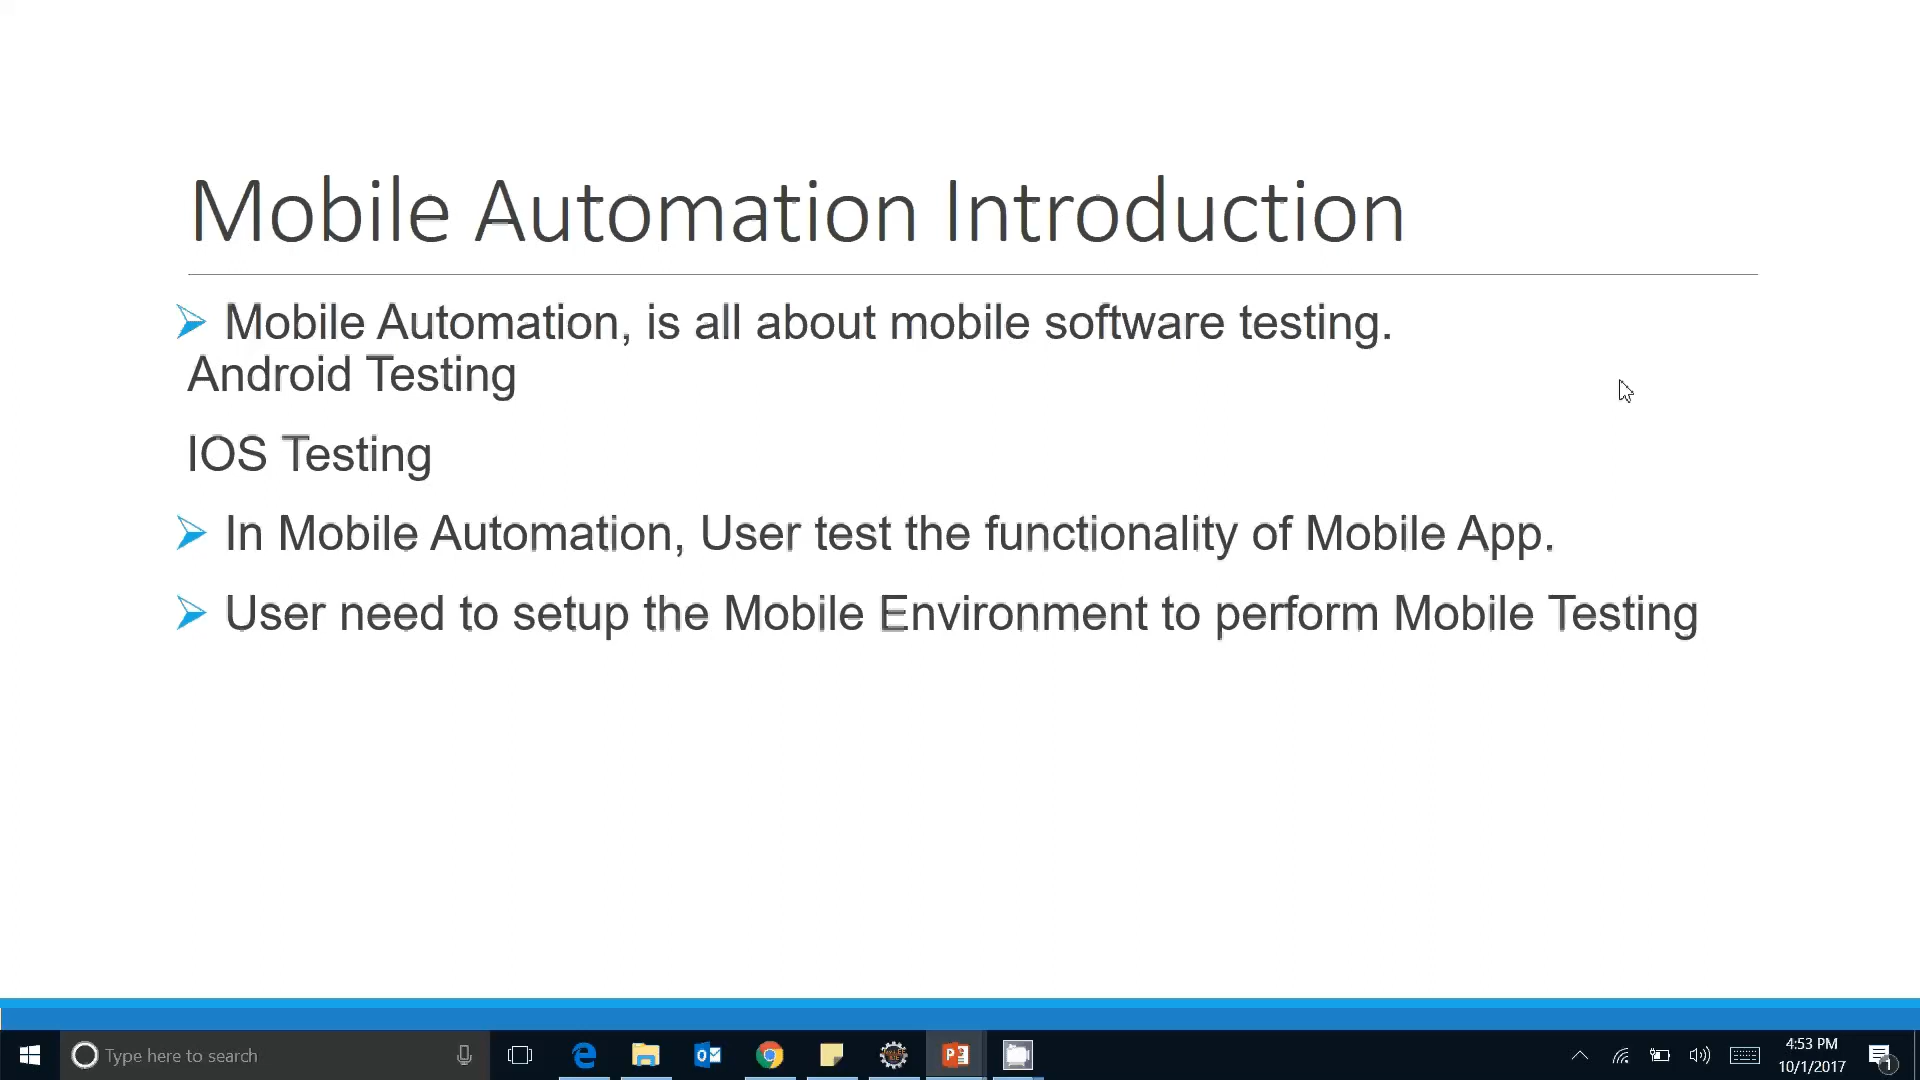 Mobile Automation Introduction
Mobile Automation, is all about mobile software testing.
Android Testing
IOS Testing
In Mobile Automation, User test the functionality of Mobile App.
User need to setup the Mobile Environment to perform Mobile Testing
Type here to search
4:53 PM
10/1/2017
1